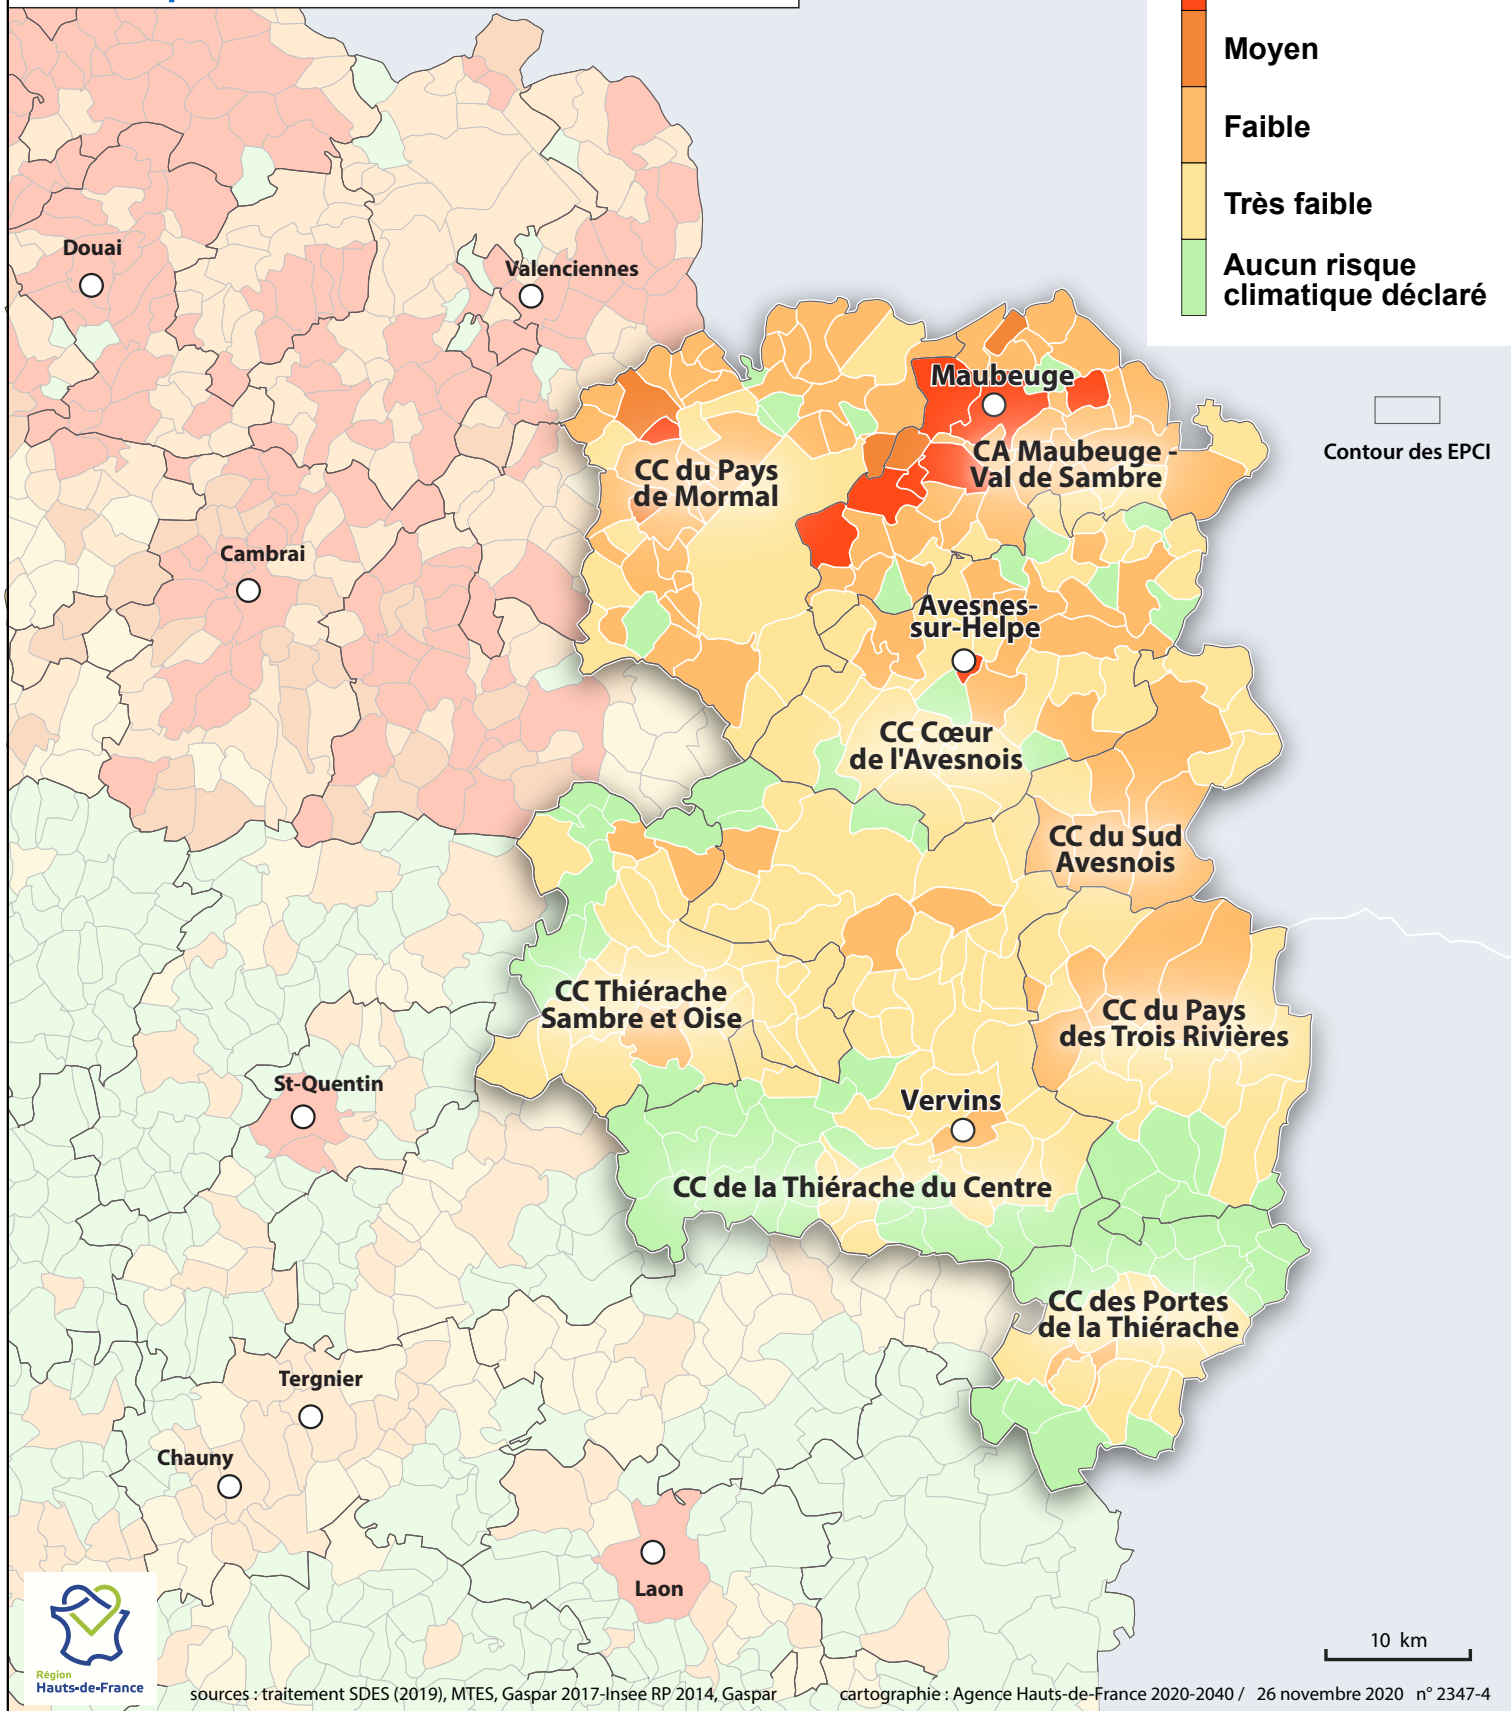 Moyen
Faible
Très faible
Aucun risque
climatique déclaré
Contour des EPCI
Douai
Valenciennes
Maubeuge
CA Maubeuge -
Val de Sambre
CC du Pays
de Mormal
Cambrai
Avesnes-
sur-Helpe
CC Cœur
de l'Avesnois
CC du Sud
Avesnois
CC Thiérache
Sambre et Oise
CC du Pays
des Trois Rivières
St-Quentin
Vervins
CC de la Thiérache du Centre
CC des Portes
de la Thiérache
Tergnier
Chauny
Laon
10 km
Région
Hauts-de-France
sources : traitement SDES (2019), MTES, Gaspar 2017-Insee RP 2014, Gaspar
cartographie : Agence Hauts-de-France 2020-2040 / 26 novembre 2020 n° 2347-4